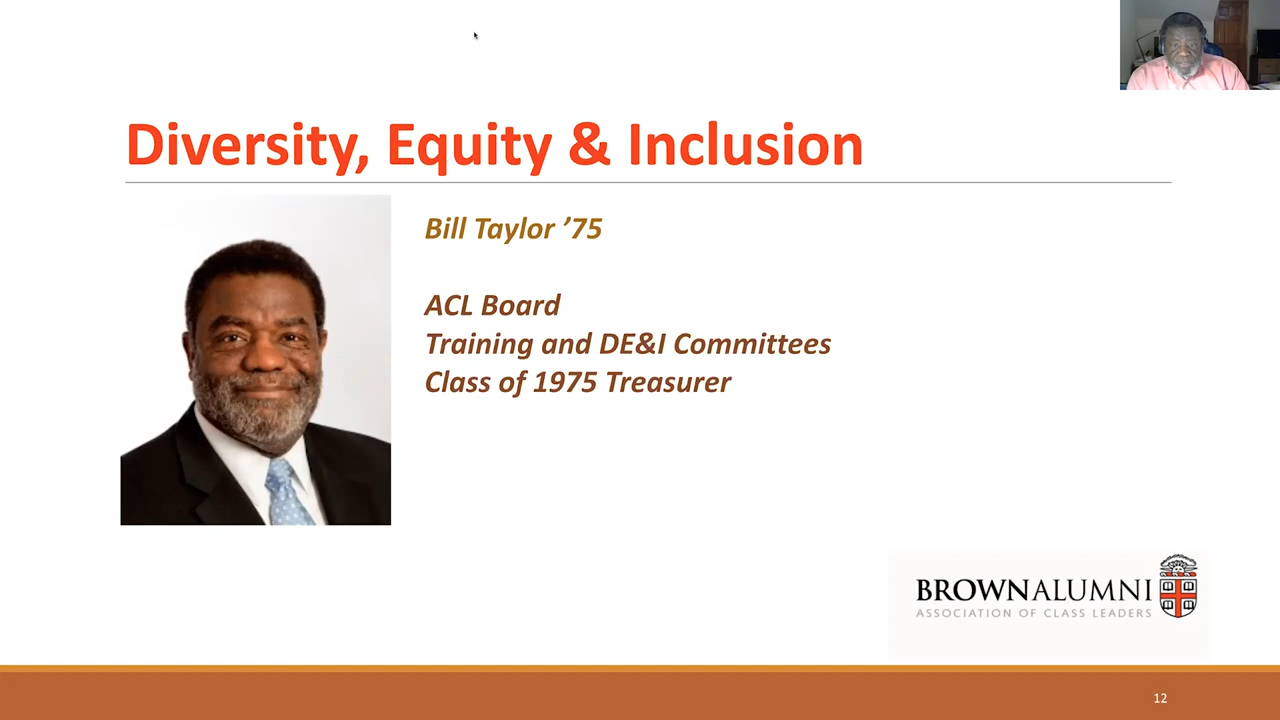 Diversity, Equity & Inclusion
Bill Taylor ’75
ACL Board
Training and DE&I Committees
Class of 1975 Treasurer
BROWNALUMNI
ASSOCIATION OF CLASS LEADERS
12